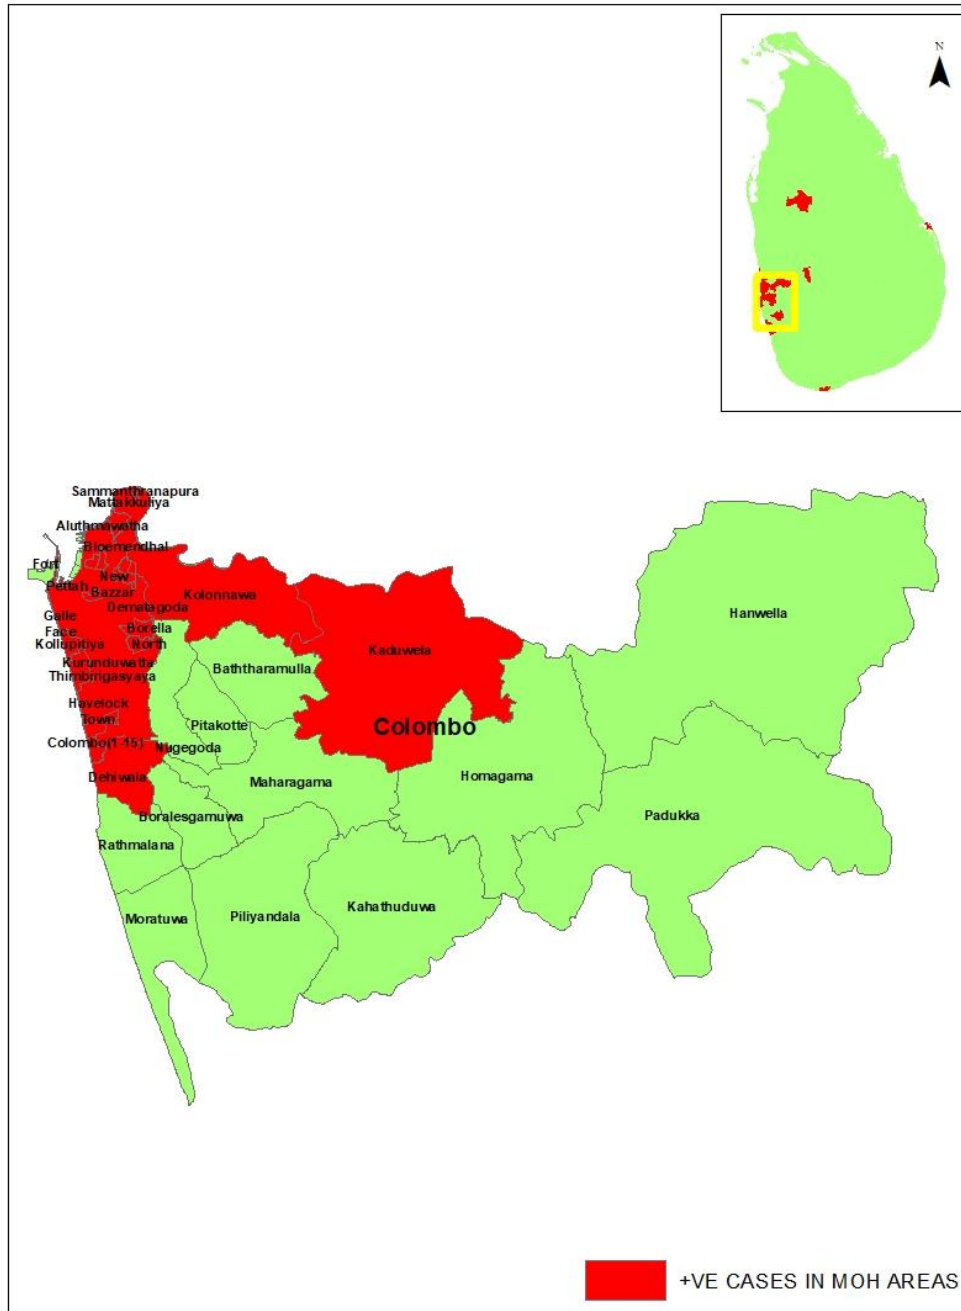 N
Sammanthranapura
Mattakkuliya
Aluthmawatha
Bloemendhal
Fort
New
Pettah
Bazzar
Kolonnawa
Dematagoda
Hanwella
Galle
Face
Borella
Kollupitiya
North
Kaduwela
Kurunduwatta
Baththaramulla
Thimbingasyaya
Havelock
Town
Pitakotte
Colombo
Colombo(1-15)
Nugegoda
Dehiwala
Maharagama
Homagama
Boralesgamuwa
Padukka
Rathmalana
Moratuwa
Piliyandala
Kahathuduwa
+VE CASES IN MOH AREAS